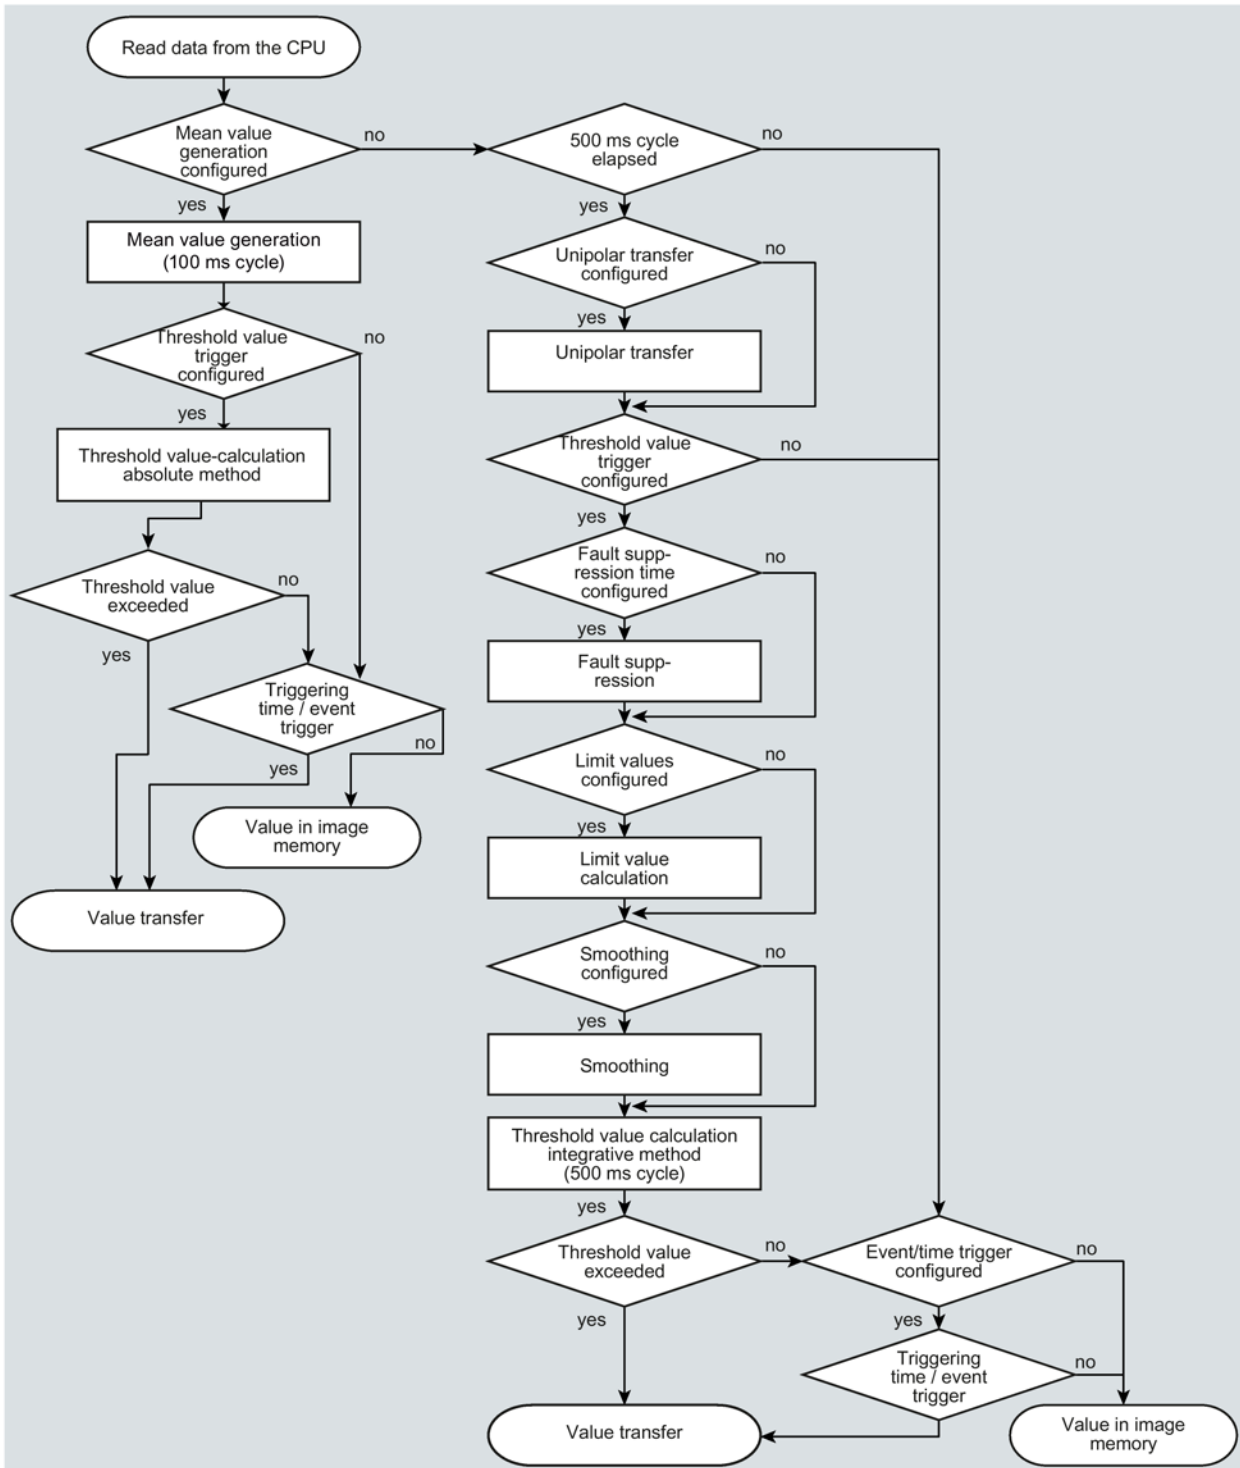 Read data from the CPU
Mean value
generation
configured
no
yes
Mean value generation
(100 ms cycle)
Threshold value
trigger
configured
no
yes
Threshold value-calculation
absolute method
Threshold value
exceeded
no
yes
Triggering
time / event
trigger
no
yes
Value in image
memory
Value transfer
500 ms cycle
elapsed
no
yes
Unipolar transfer
configured
no
yes
Unipolar transfer
Threshold value
trigger
configured
no
yes
Fault supp-
ression time
configured
no
yes
Fault supp-
ression
Limit values
configured
no
yes
Limit value
calculation
Smoothing
configured
no
yes
Smoothing
Threshold value calculation
integrative method
(500 ms cycle)
yes
Threshold value
exceeded
no
yes
Event/time trigger
configured
no
yes
Triggering
time / event
trigger
no
Value transfer
Value in image
memory